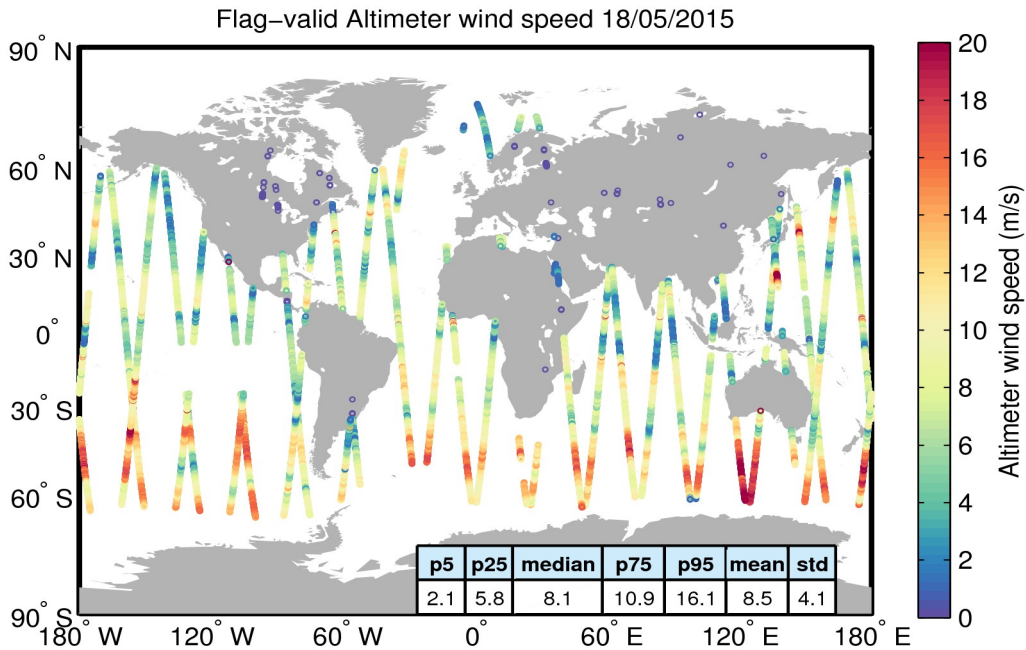 Flag−valid Altimeter wind speed 18/05/2015
90° N
60° N
30° N
0°
30° S
60° S
90° S
180° W
120° W
60° W
0°
60° E
120° E
180° E
p5 p25 median p75 p95 mean std
2.1 5.8 8.1 10.9 16.1 8.5 4.1
20
18
16
14
12
10
8
6
4
2
0
Altimeter wind speed (m/s)